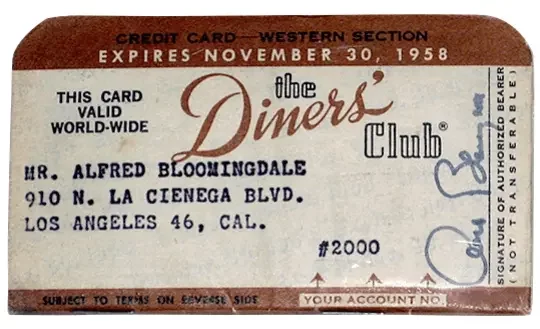 CREDIT CARD—WESTERN SECTION
EXPIRES NOVEMBER 30, 1958
THIS CARD
VALID
WORLD-WIDE
the
Diners'
Club®
MR. ALFRED BLOOMINGDALE
910 N. LA CIENEGA BLVD.
LOS ANGELES 46, CAL.
#2000
SUBJECT TO TERMS ON REVERSE SIDE
YOUR ACCOUNT NO.
SIGNATURE OF AUTHORIZED BEARER
(NOT TRANSFERABLE)